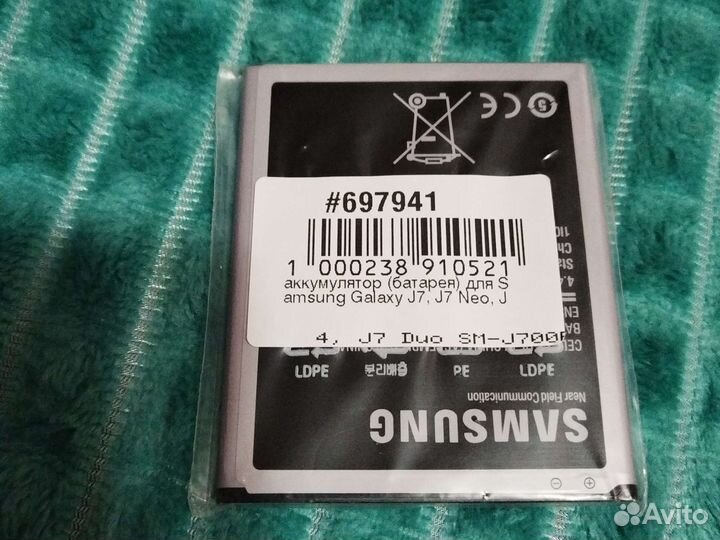 #697941
1 000238 910521
аккумулятор (батарея) для S
amsung Galaxy J7, J7 Neo, J
4, J7 Duo SM-J700
LDPE
PE
LDPE
Near Field Communication
SAMSUNG
Avito